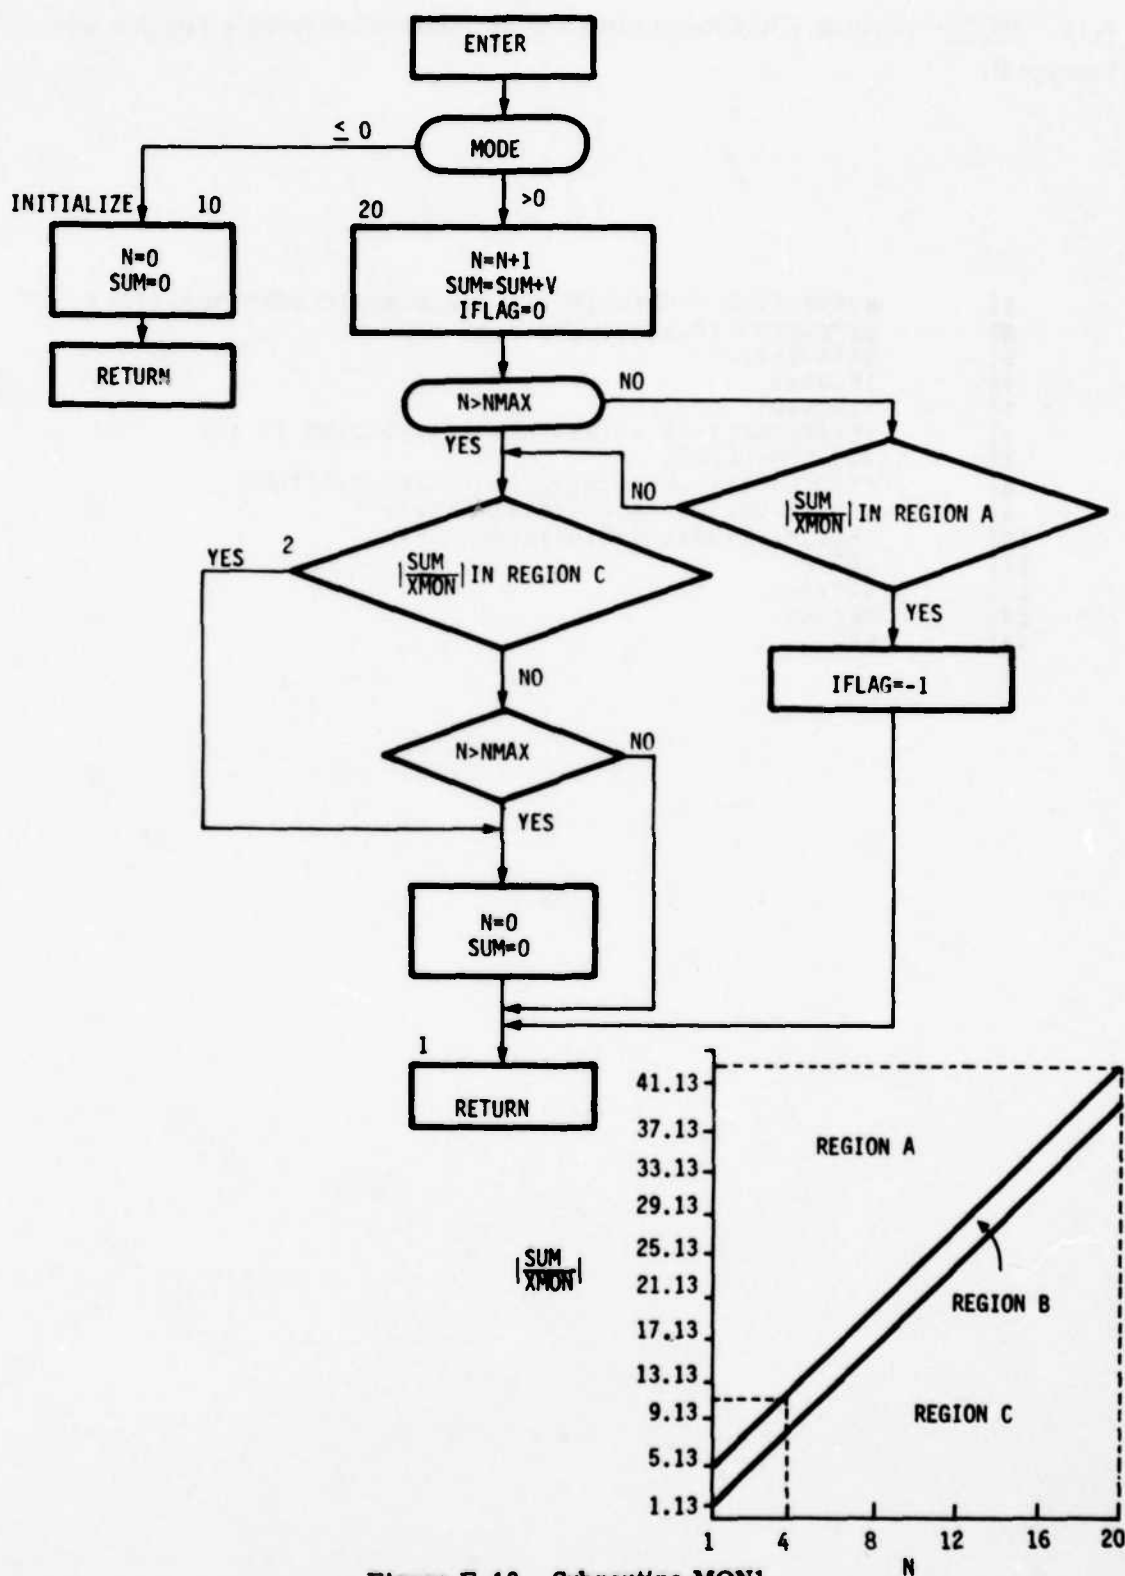 ENTER
≤ 0
MODE
>0
INITIALIZE
10
20
N=0
SUM=0
N=N+1
SUM=SUM+V
IFLAG=0
RETURN
N>NMAX
NO
YES
NO
|SUM/XMON| IN REGION A
YES
2
|SUM/XMON| IN REGION C
YES
NO
IFLAG=-1
N>NMAX
NO
YES
N=0
SUM=0
1
RETURN
41.13
37.13
33.13
29.13
25.13
21.13
17.13
13.13
9.13
5.13
1.13
REGION A
|SUM/XMON|
REGION B
REGION C
1 4 8 12 16 20
N
Subroutine MON1